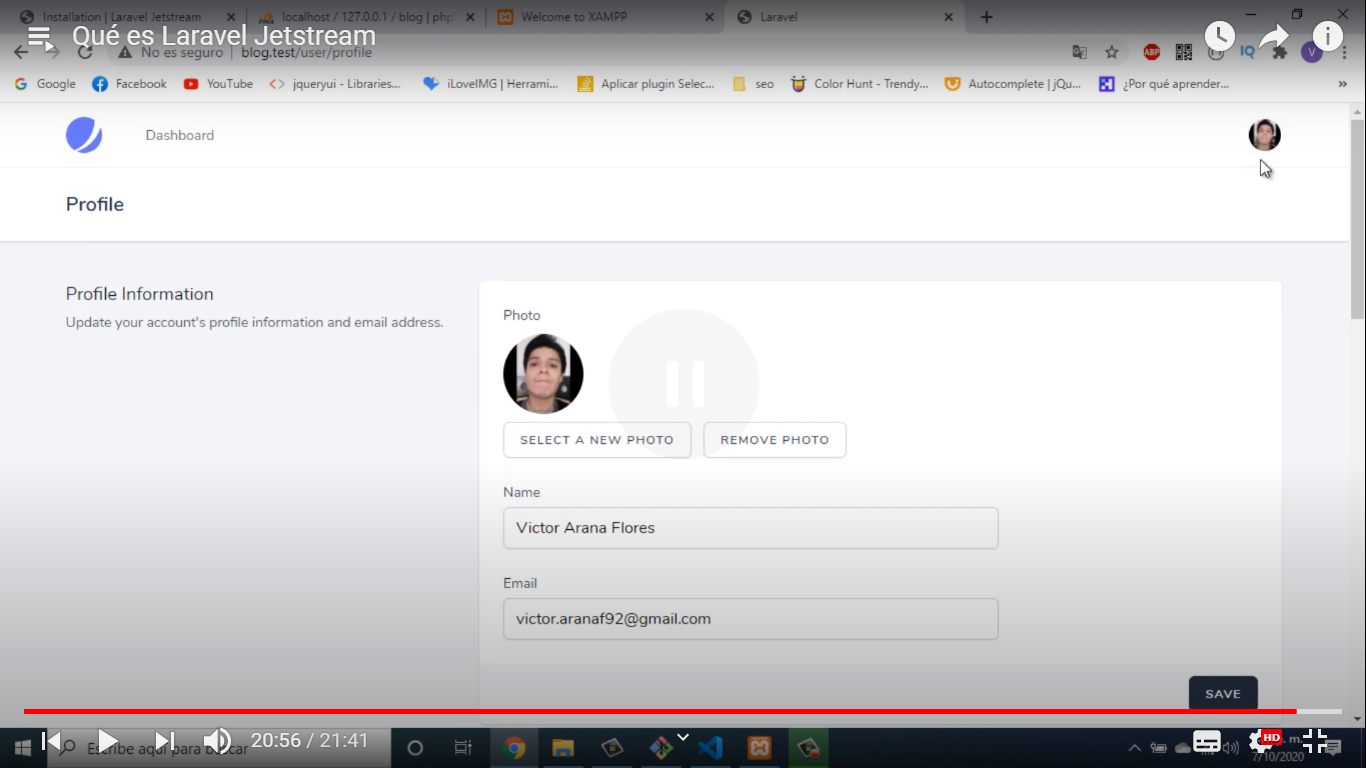 Installation | Laravel Jetstream
localhost / 127.0.0.1 / blog | phpl
Welcome to XAMPP
Laravel
Qué es Laravel Jetstream
No es seguro
blog.test/user/profile
ABP
IQ
V
Google
Facebook
YouTube
jqueryui - Libraries...
iLoveIMG | Herrami...
Aplicar plugin Selec...
seo
Color Hunt - Trendy...
Autocomplete | jQu...
¿Por qué aprender...
Dashboard
Profile
Profile Information
Update your account's profile information and email address.
Photo
SELECT A NEW PHOTO
REMOVE PHOTO
Name
Victor Arana Flores
Email
victor.aranaf92@gmail.com
SAVE
Escribe aquí para buscar
20:56 / 21:41
HD
. m.
7/10/2020